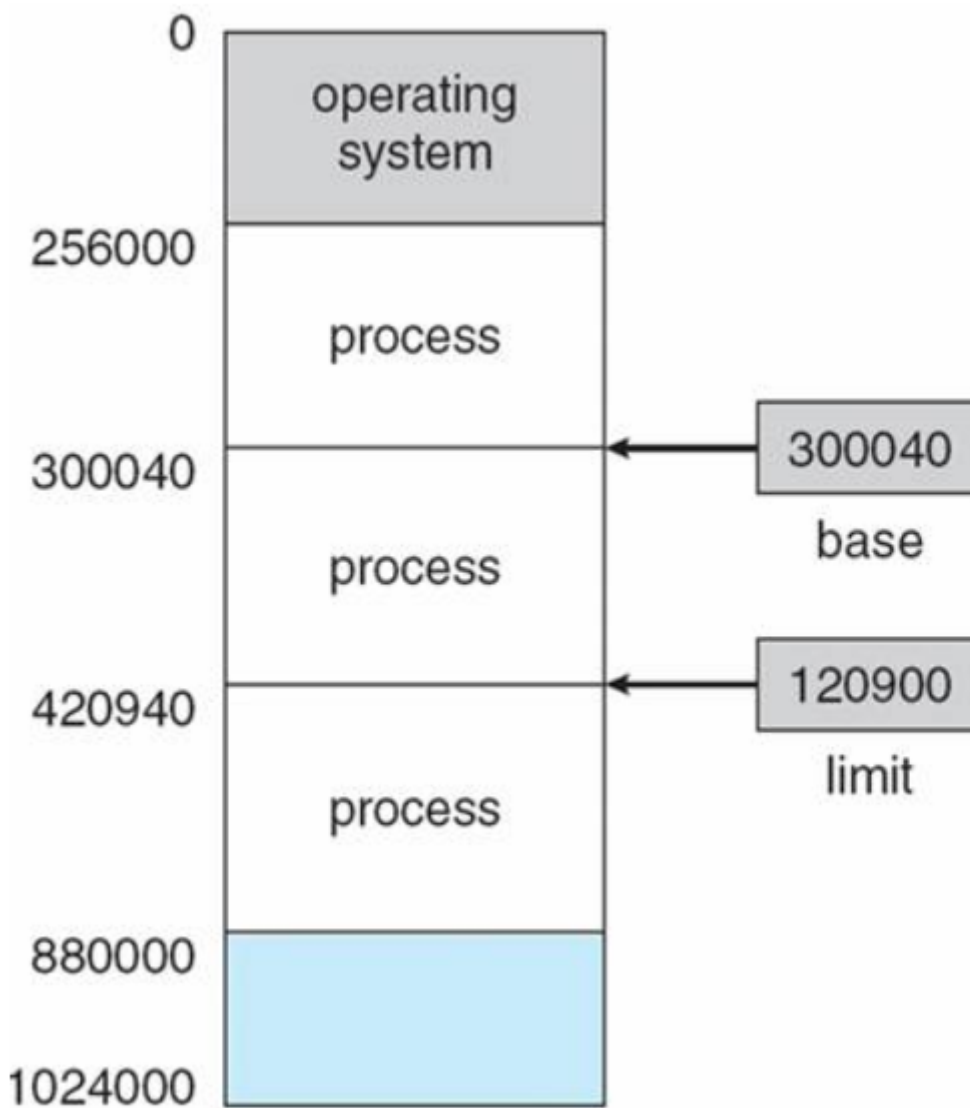 0
operating
system
256000
process
300040
300040
base
process
420940
120900
limit
process
880000
1024000